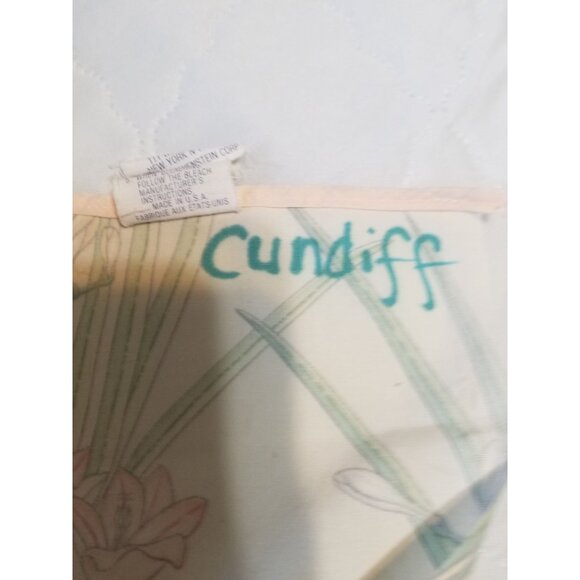 NEW YORK N
FOLLOW THE BLEACH
MANUFACTURER'S
INSTRUCTIONS.
MADE IN U.S.A.
FABRIQUE AUX ETATS-UNIS
Cundiff